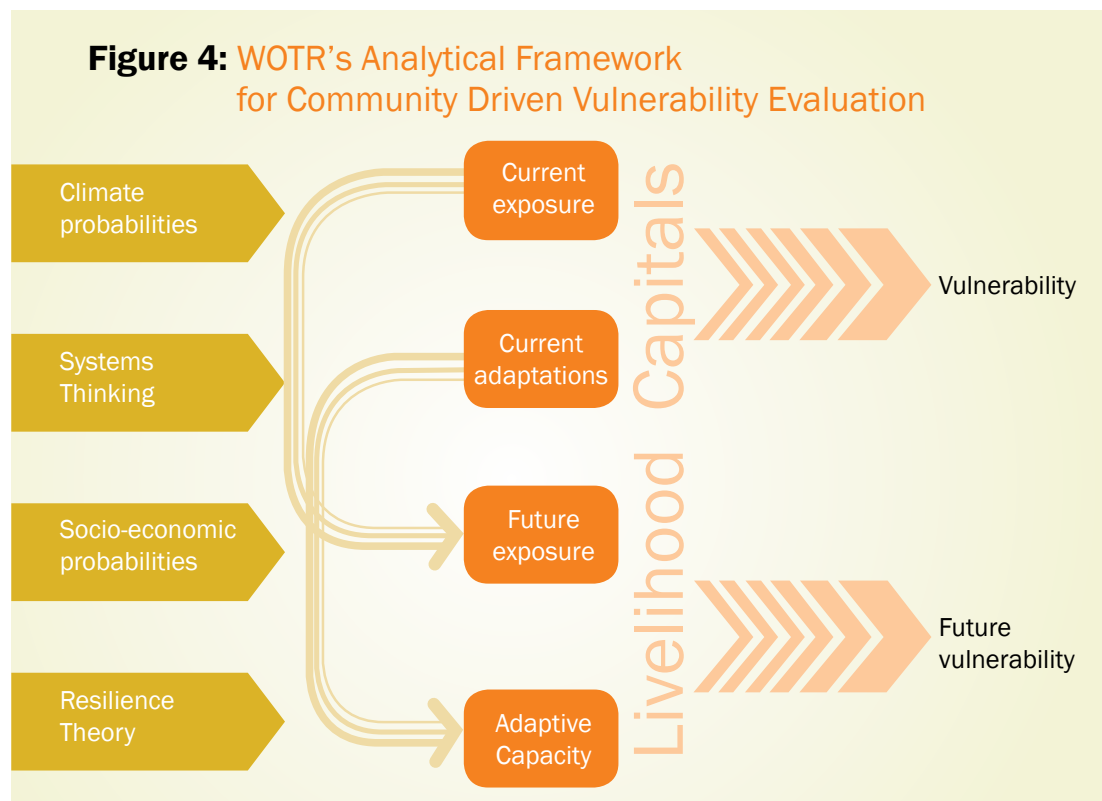 Figure 4: WOTR's Analytical Framework
for Community Driven Vulnerability Evaluation
Climate
probabilities
Systems
Thinking
Socio-economic
probabilities
Resilience
Theory
Current
exposure
Current
adaptations
Future
exposure
Adaptive
Capacity
Livelihood Capitals
Vulnerability
Future
vulnerability